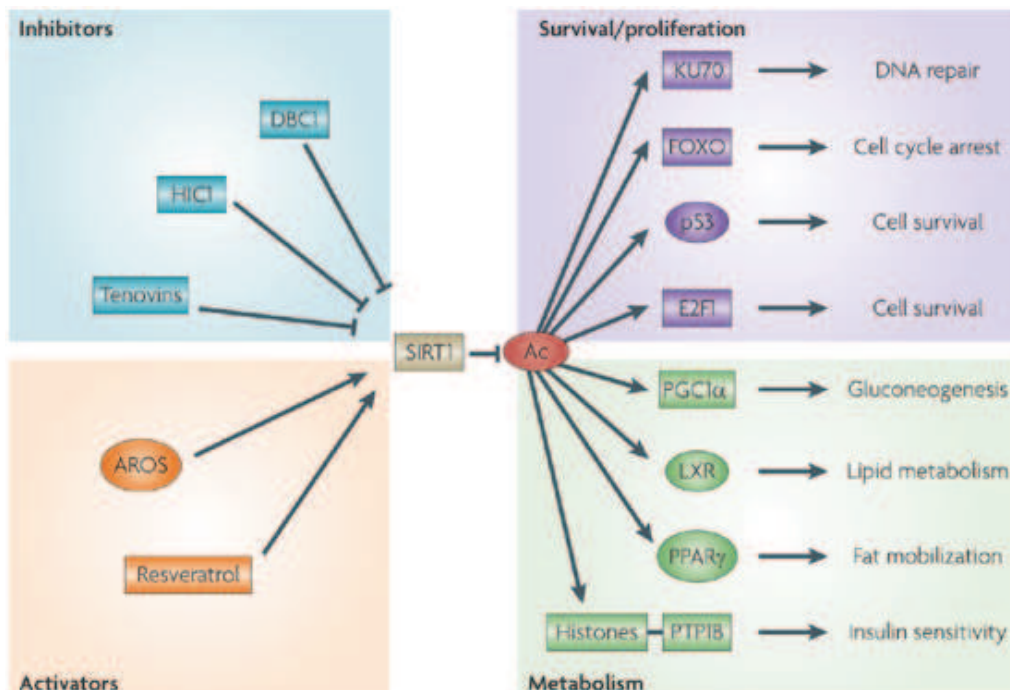 Inhibitors
DBC1
HIC1
Tenovins
SIRT1
Ac
AROS
Resveratrol
Activators
Survival/proliferation
KU70
DNA repair
FOXO
Cell cycle arrest
p53
Cell survival
E2F1
Cell survival
PGC1α
Gluconeogenesis
LXR
Lipid metabolism
PPARγ
Fat mobilization
Histones
PTP1B
Insulin sensitivity
Metabolism